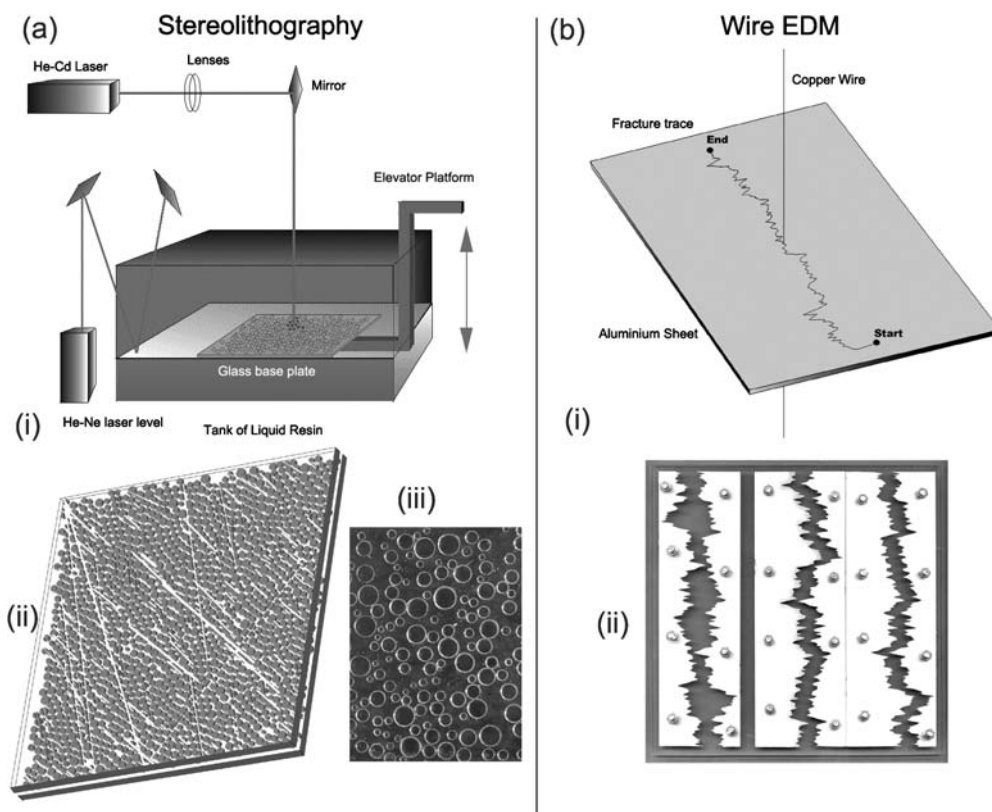 (a)
Stereolithography
He-Cd Laser
Lenses
Mirror
Elevator Platform
Glass base plate
He-Ne laser level
Tank of Liquid Resin
(i)
(ii)
(iii)
(b)
Wire EDM
Copper Wire
Fracture trace
End
Aluminium Sheet
Start
(i)
(ii)